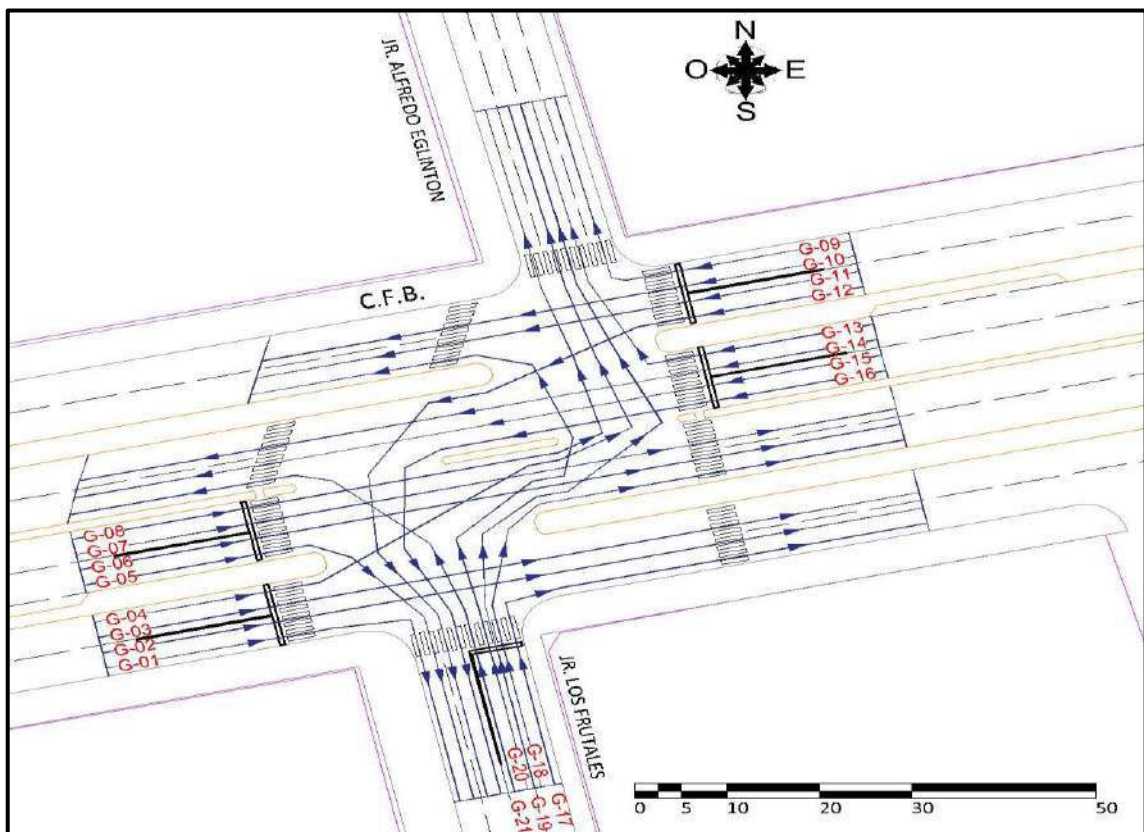 JR. ALFREDO EGLINTON
N
O E
S
C.F.B.
G-09
G-10
G-11
G-12
G-13
G-14
G-15
G-16
G-08
G-07
G-06
G-05
G-04
G-03
G-02
G-01
JR. LOS FRUTALES
G-20
G-18
G-21
G-19
G-17
0 5 10 20 30 50